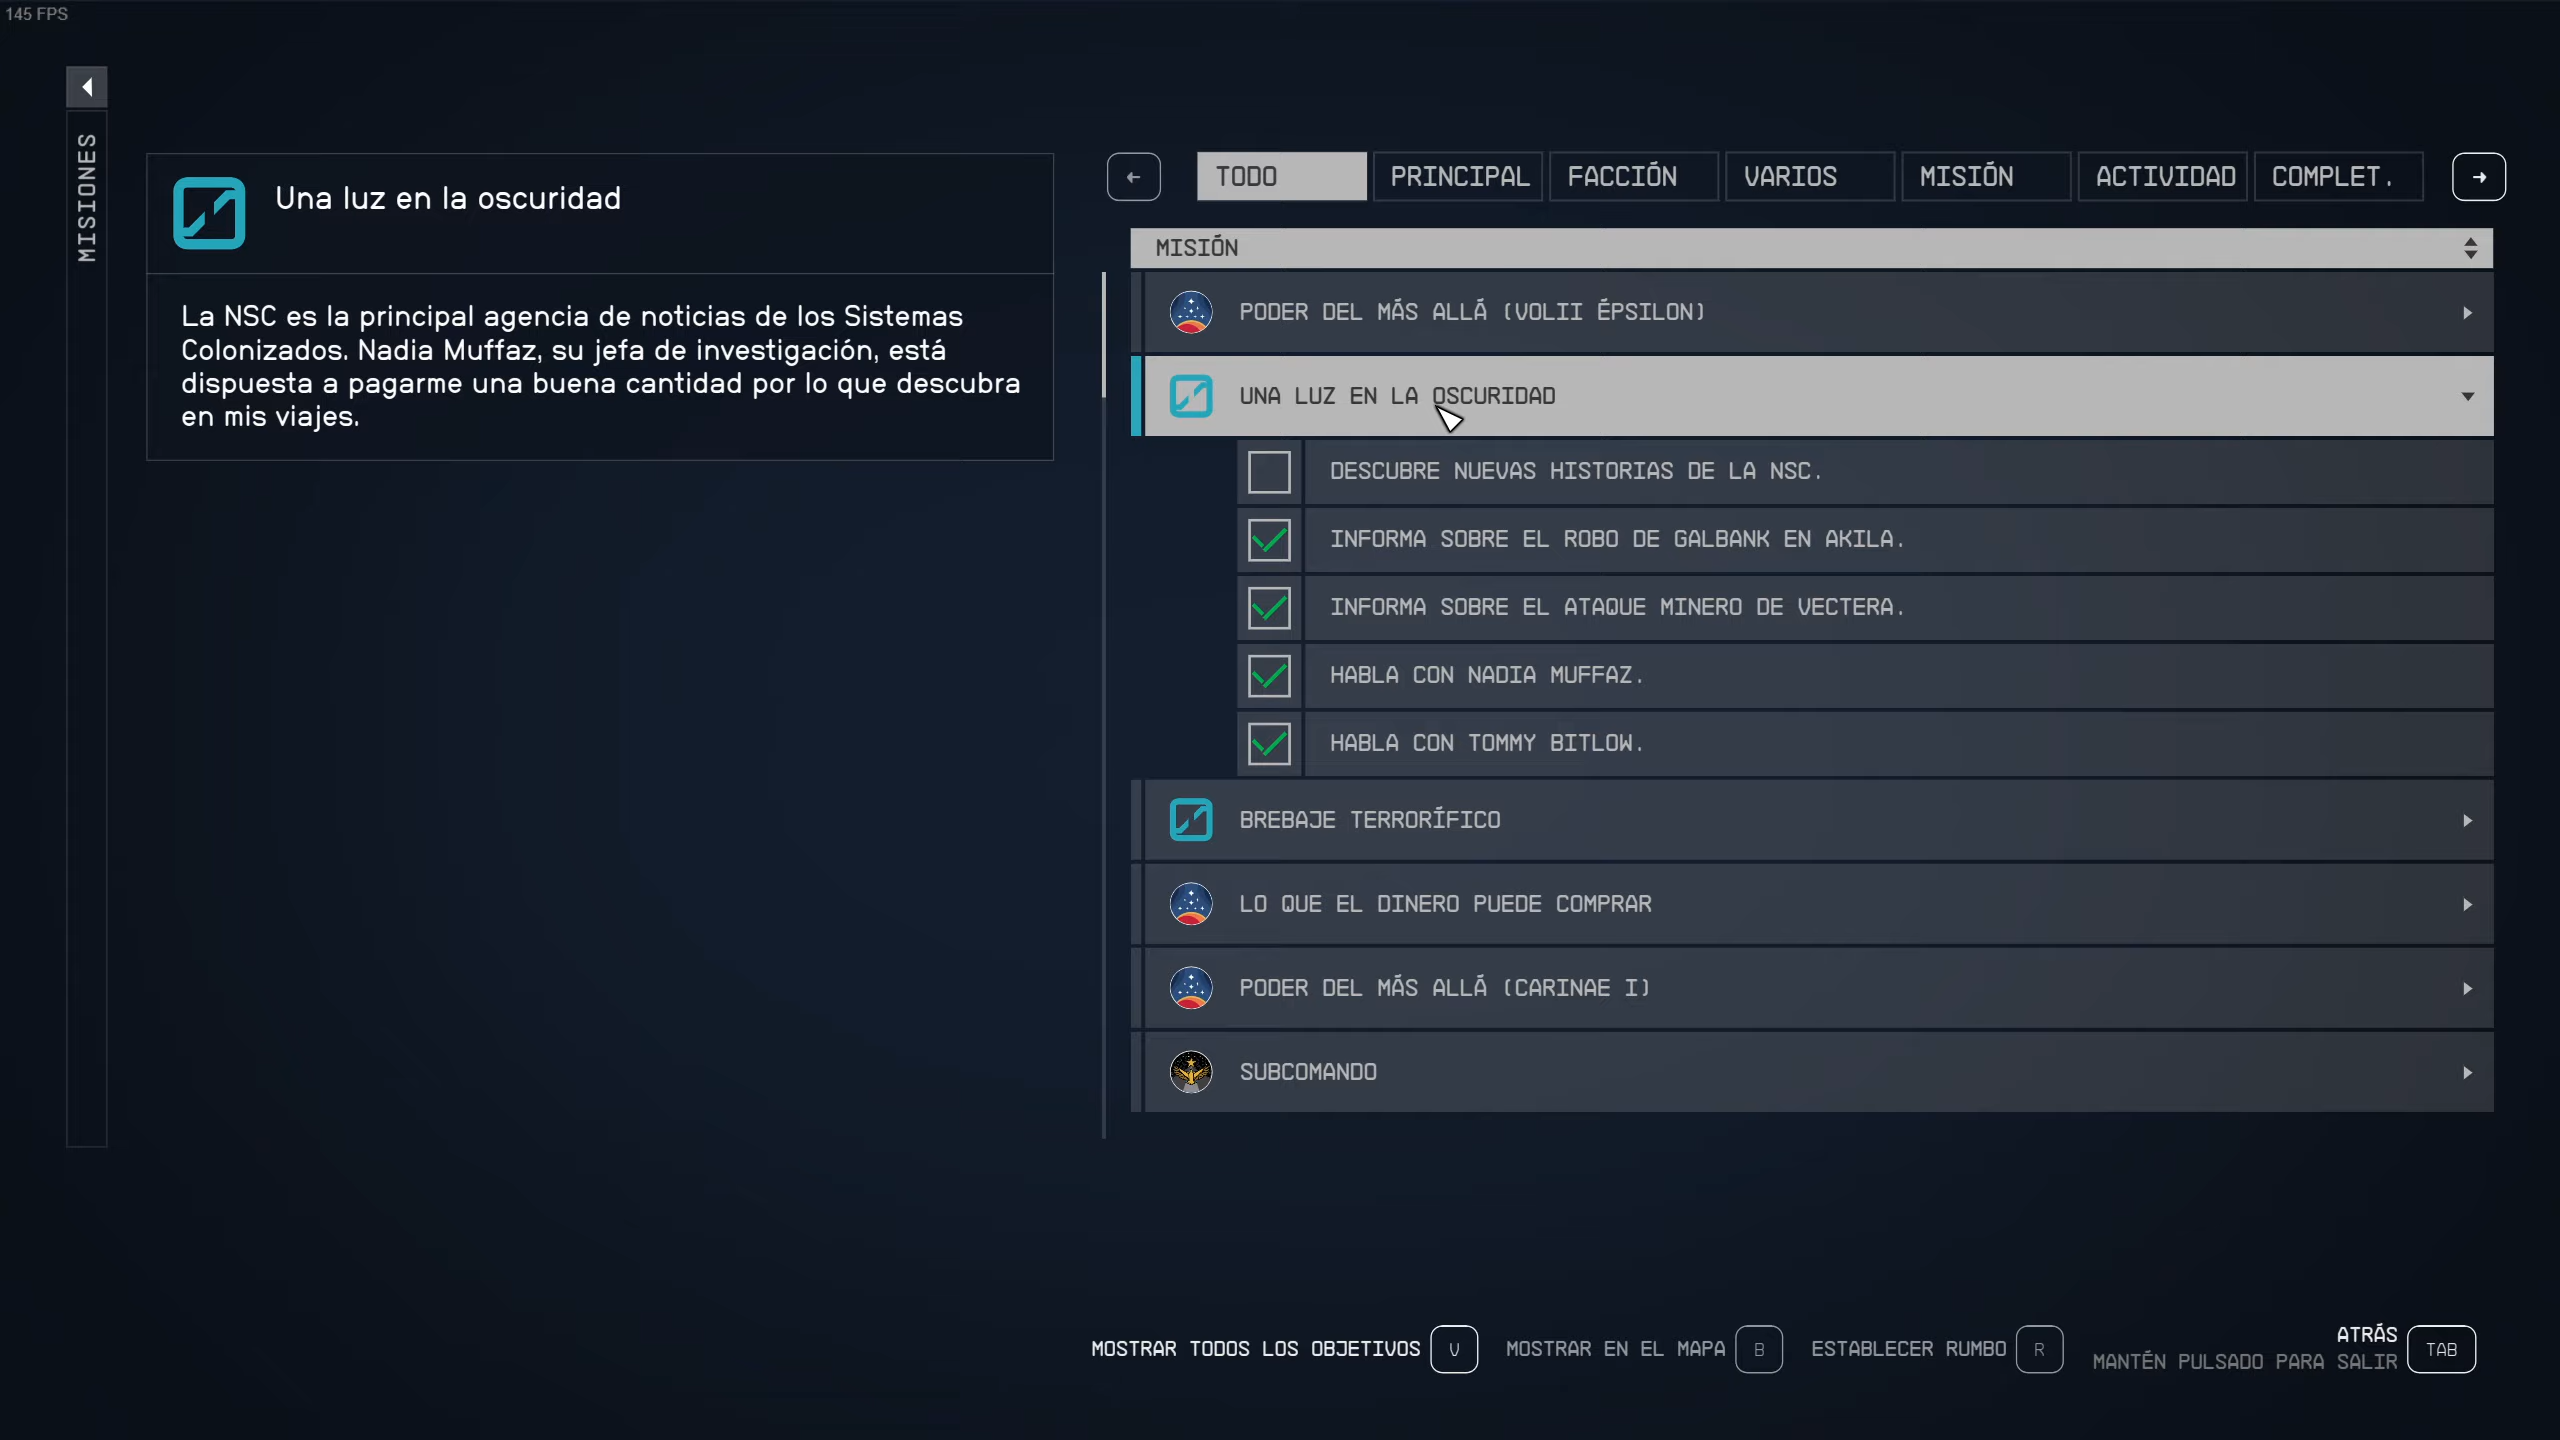 145 FPS
MISIONES
Una luz en la oscuridad
La NSC es la principal agencia de noticias de los Sistemas
Colonizados. Nadia Muffaz, su jefa de investigación, está
dispuesta a pagarme una buena cantidad por lo que descubra
en mis viajes.
TODO
PRINCIPAL
FACCIÓN
VARIOS
MISIÓN
ACTIVIDAD
COMPLET.
MISIÓN
PODER DEL MÁS ALLÁ (VOLII ÉPSILON)
UNA LUZ EN LA OSCURIDAD
DESCUBRE NUEVAS HISTORIAS DE LA NSC.
INFORMA SOBRE EL ROBO DE GALBANK EN AKILA.
INFORMA SOBRE EL ATAQUE MINERO DE VECTERA.
HABLA CON NADIA MUFFAZ.
HABLA CON TOMMY BITLOW.
BREBAJE TERRORÍFICO
LO QUE EL DINERO PUEDE COMPRAR
PODER DEL MÁS ALLÁ (CARINAE I)
SUBCOMANDO
MOSTRAR TODOS LOS OBJETIVOS V
MOSTRAR EN EL MAPA B
ESTABLECER RUMBO R
ATRÁS
MANTÉN PULSADO PARA SALIR
TAB